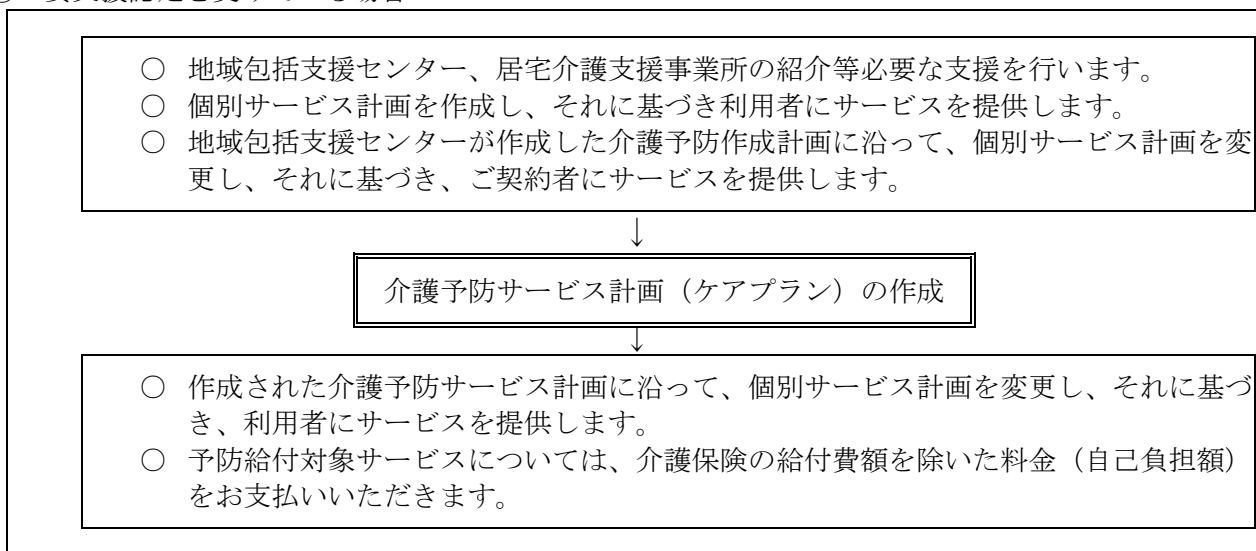 ○ 地域包括支援センター、居宅介護支援事業所の紹介等必要な支援を行います。
○ 個別サービス計画を作成し、それに基づき利用者にサービスを提供します。
○ 地域包括支援センターが作成した介護予防作成計画に沿って、個別サービス計画を変
更し、それに基づき、ご契約者にサービスを提供します。
↓
介護予防サービス計画（ケアプラン）の作成
↓
○ 作成された介護予防サービス計画に沿って、個別サービス計画を変更し、それに基づ
き、利用者にサービスを提供します。
○ 予防給付対象サービスについては、介護保険の給付費額を除いた料金（自己負担額）
をお支払いいただきます。